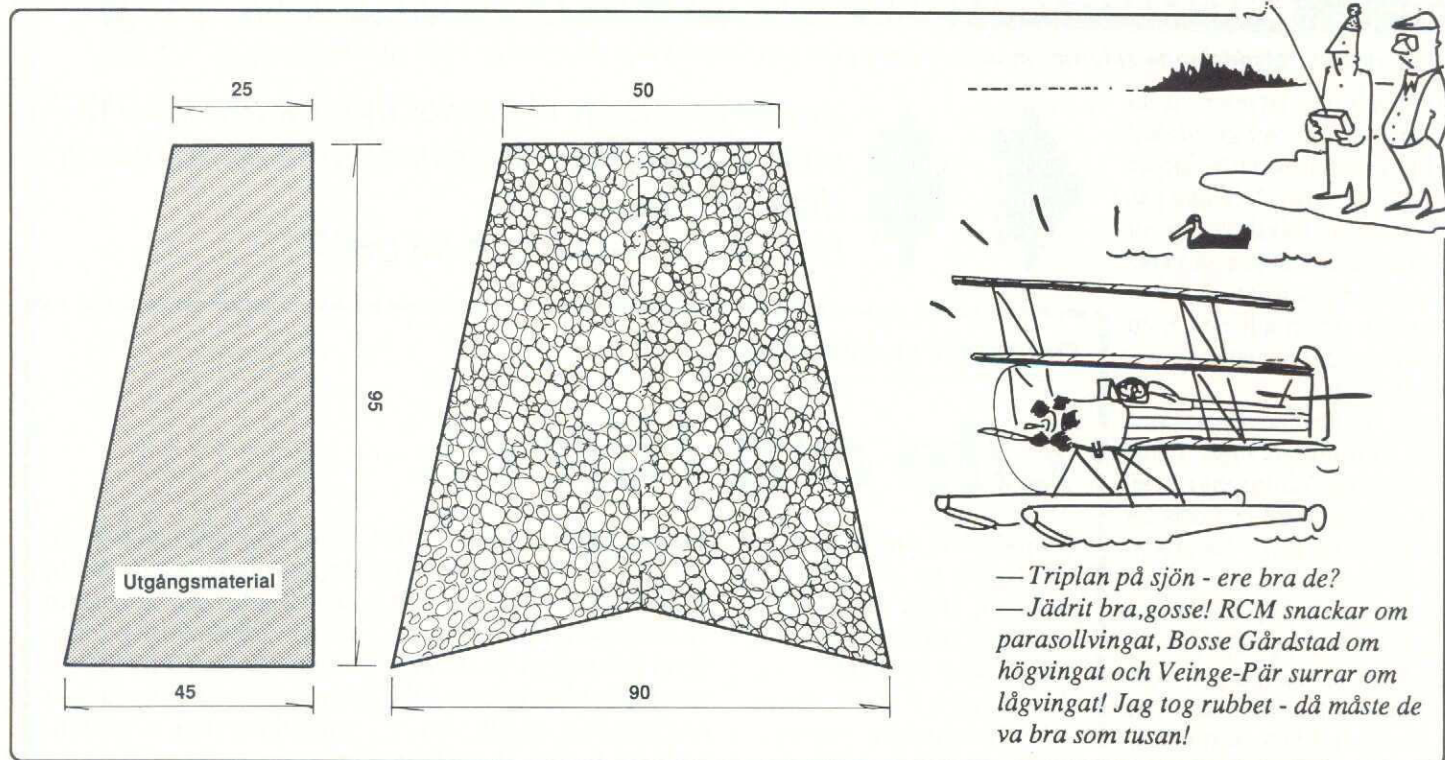 25
50
95
Utgångsmaterial
45
90
— Triplan på sjön - ere bra de?
— Jädrit bra,gosse! RCM snackar om
parasollvingat, Bosse Gårdstad om
högvingat och Veinge-Pär surrar om
lågvingat! Jag tog rubbet - då måste de
va bra som tusan!